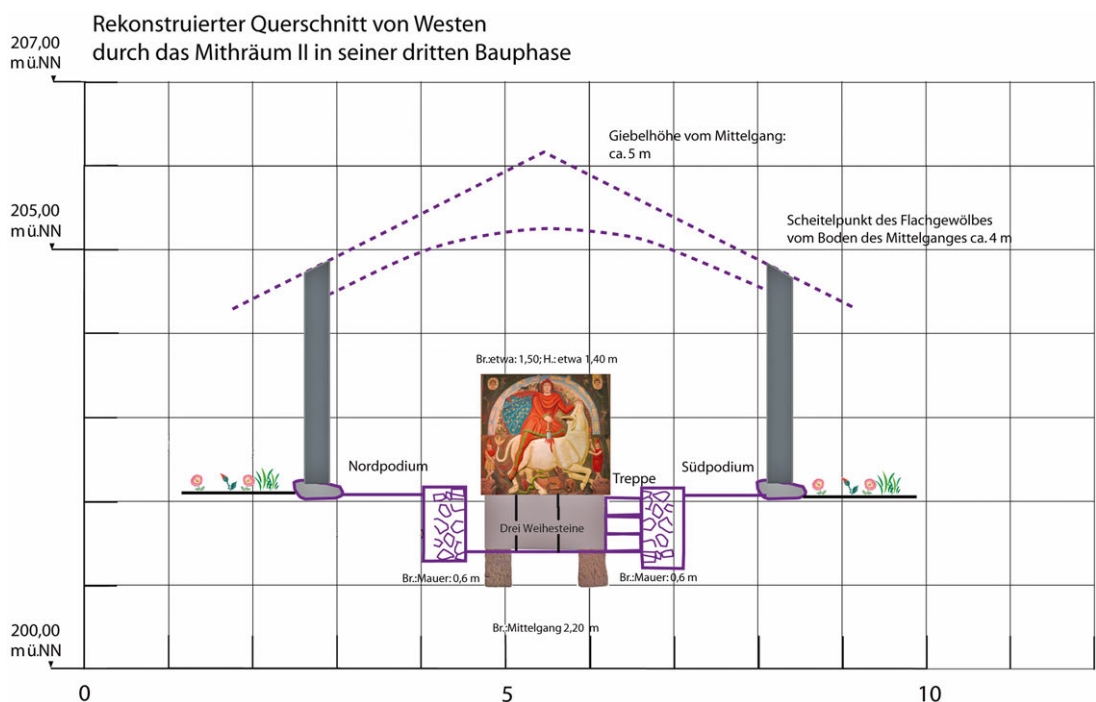 Rekonstruierter Querschnitt von Westen
durch das Mithräum II in seiner dritten Bauphase
207,00
m ü.NN
Giebelhöhe vom Mittelgang:
ca. 5 m
205,00
m ü.NN
Scheitelpunkt des Flachgewölbes
vom Boden des Mittelganges ca. 4 m
Br.:etwa: 1,50; H.: etwa 1,40 m
Nordpodium
Treppe
Südpodium
Drei Weihesteine
Br.:Mauer: 0,6 m
Br.:Mauer: 0,6 m
Br.:Mittelgang 2,20 m
200,00
m ü.NN
0
5
10